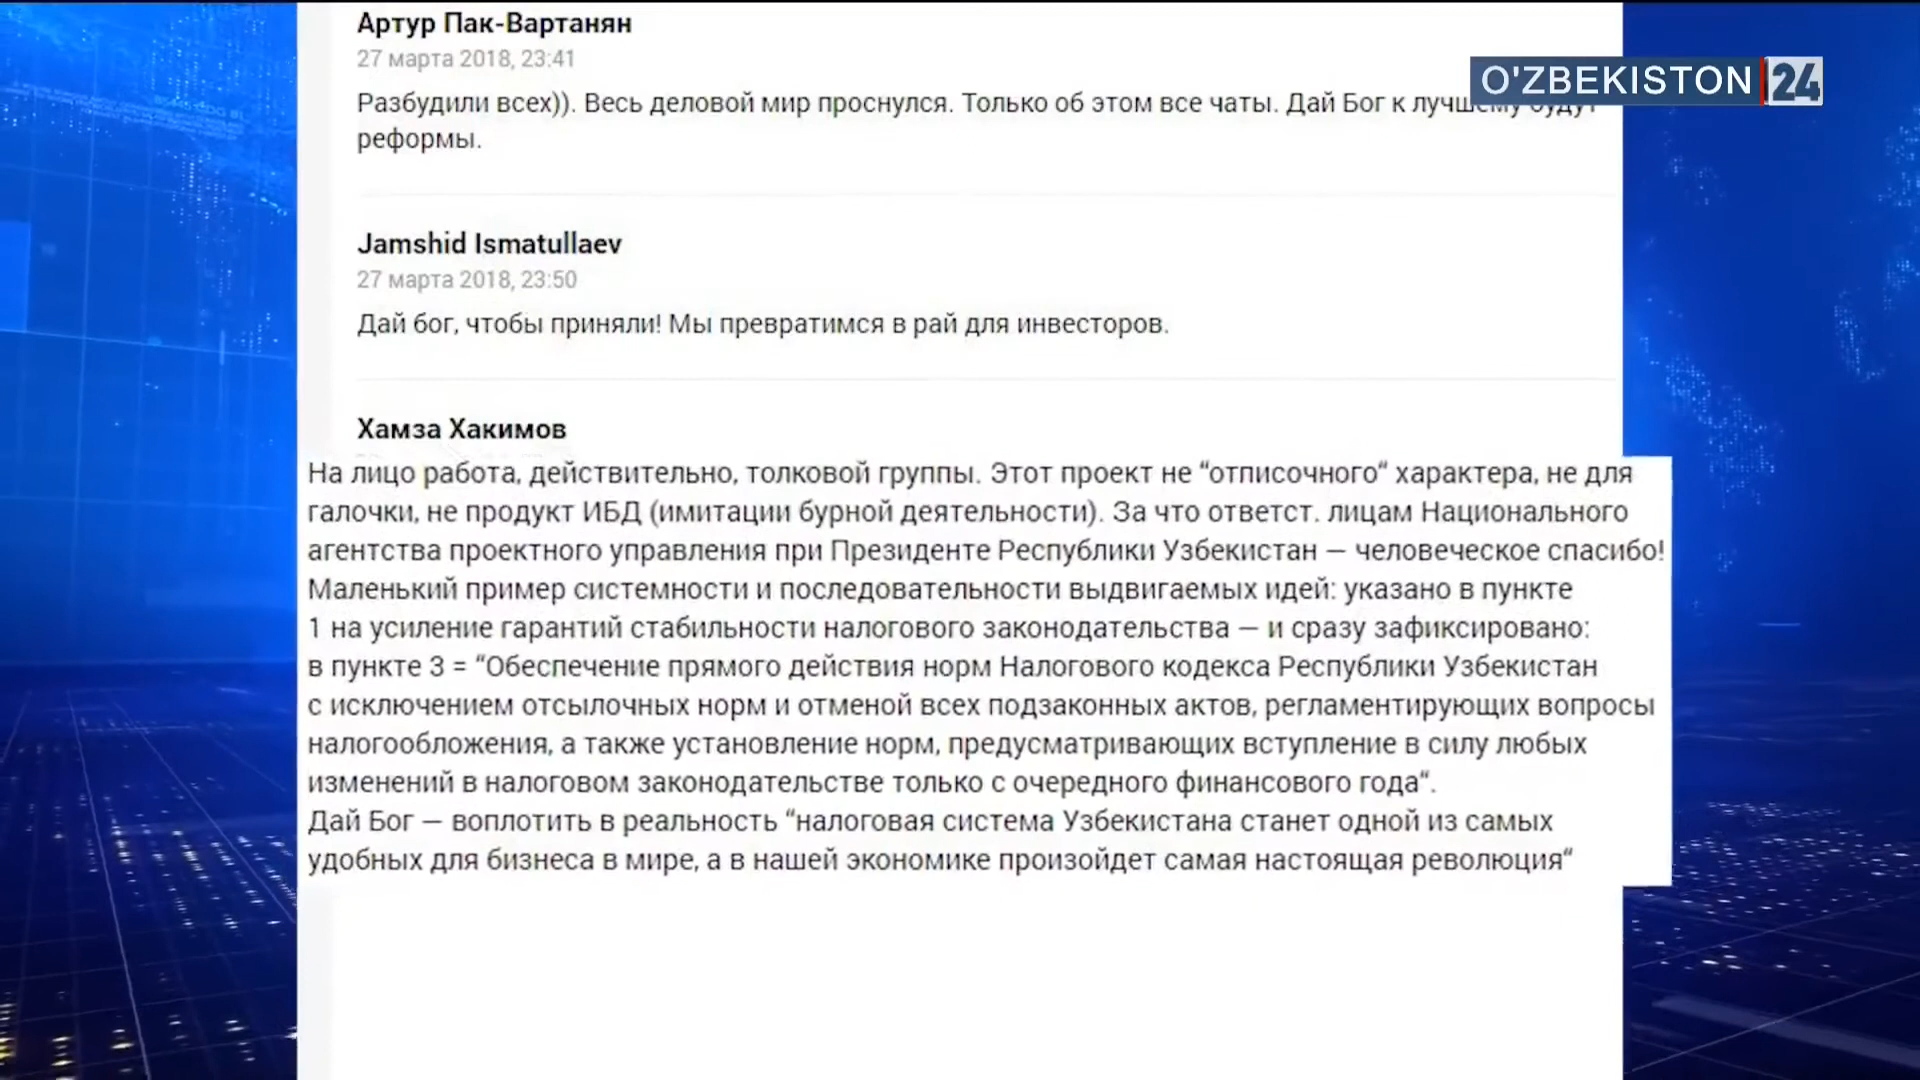 Артур Пак-Вартанян
27 марта 2018, 23:41
O'ZBEKISTON 24
Разбудили всех)). Весь деловой мир проснулся. Только об этом все чаты. Дай Бог к лучшему будут
реформы.
Jamshid Ismatullaev
27 марта 2018, 23:50
Дай бог, чтобы приняли! Мы превратимся в рай для инвесторов.
Хамза Хакимов
На лицо работа, действительно, толковой группы. Этот проект не “отписочного“ характера, не для
галочки, не продукт ИБД (имитации бурной деятельности). За что ответст. лицам Национального
агентства проектного управления при Президенте Республики Узбекистан — человеческое спасибо!
Маленький пример системности и последовательности выдвигаемых идей: указано в пункте
1 на усиление гарантий стабильности налогового законодательства — и сразу зафиксировано:
в пункте 3 = “Обеспечение прямого действия норм Налогового кодекса Республики Узбекистан
с исключением отсылочных норм и отменой всех подзаконных актов, регламентирующих вопросы
налогообложения, а также установление норм, предусматривающих вступление в силу любых
изменений в налоговом законодательстве только с очередного финансового года“.
Дай Бог — воплотить в реальность “налоговая система Узбекистана станет одной из самых
удобных для бизнеса в мире, а в нашей экономике произойдет самая настоящая революция“